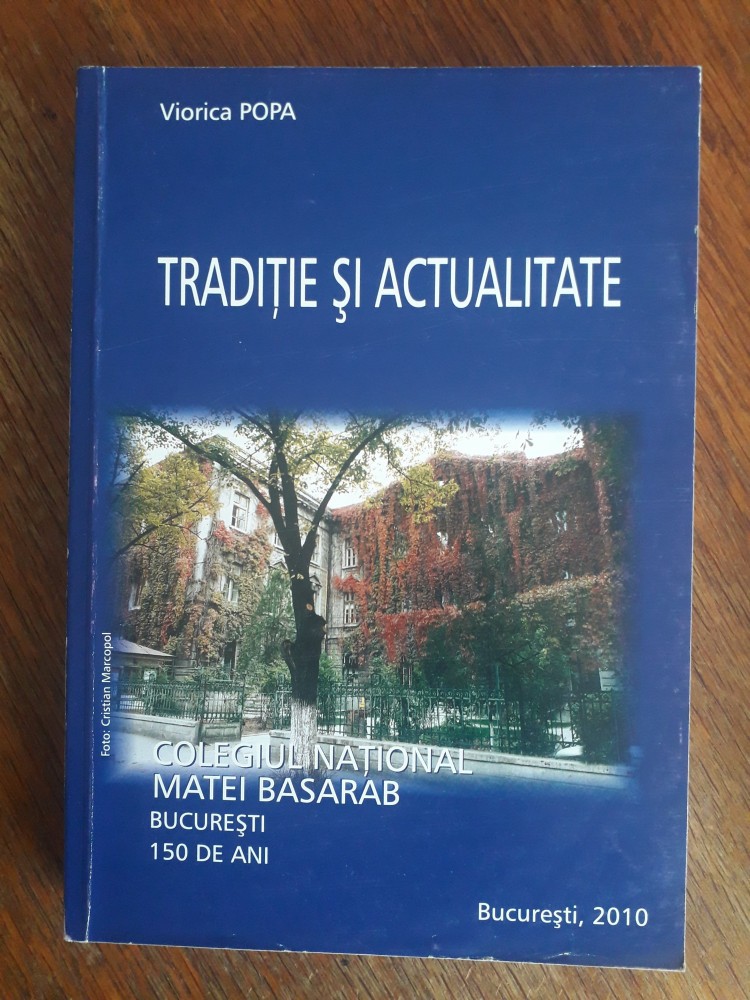 Viorica POPA
TRADIŢIE ŞI ACTUALITATE
Foto: Cristian Marcopol
COLEGIUL NAŢIONAL
MATEI BASARAB
BUCUREŞTI
150 DE ANI
Bucureşti, 2010